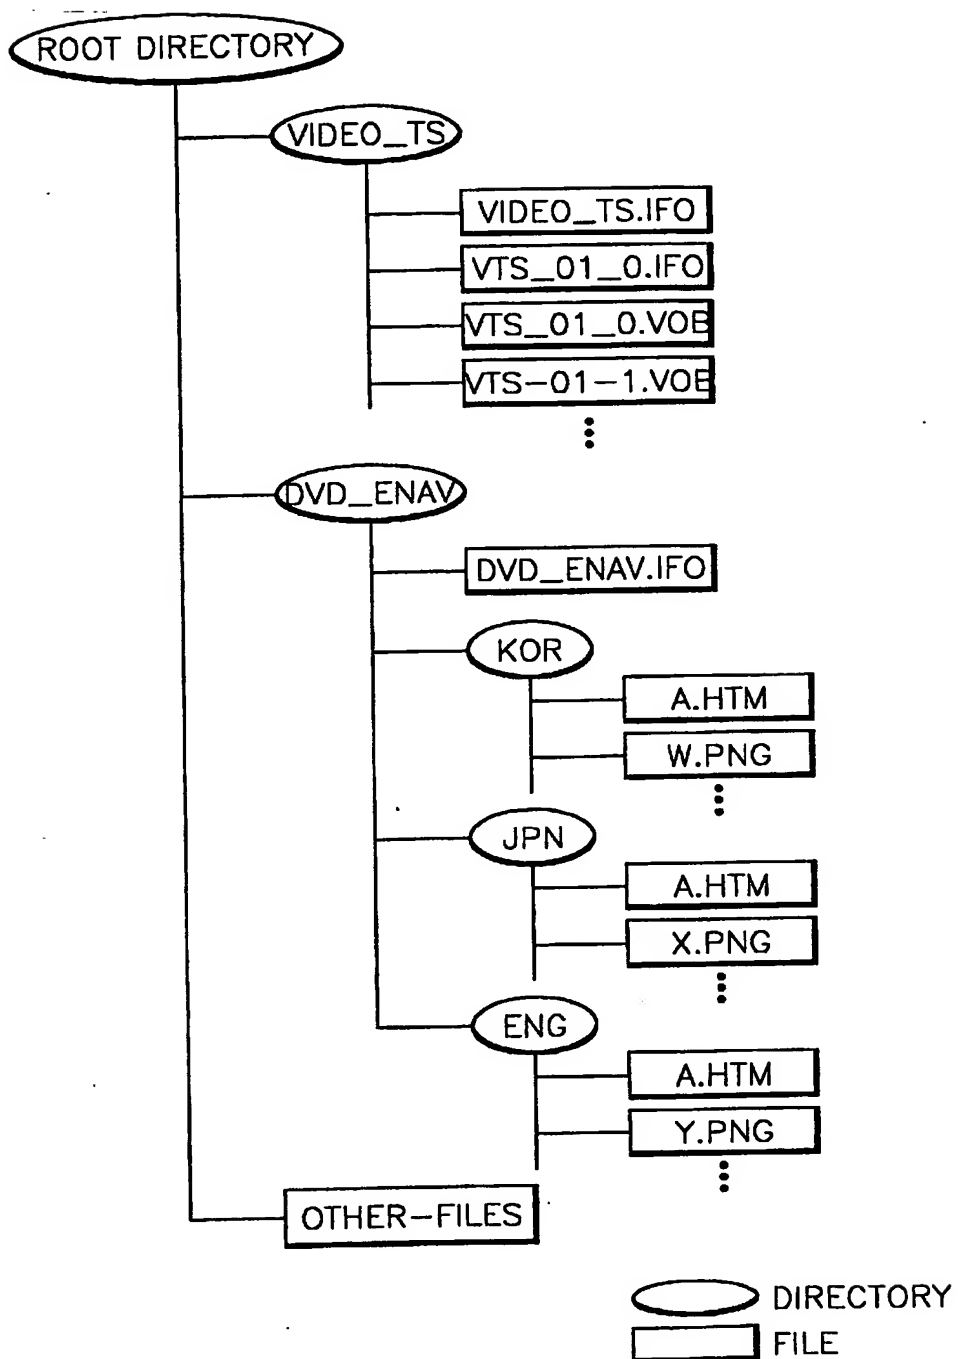 ROOT DIRECTORY
VIDEO_TS
VIDEO_TS.IFO
VTS_01_0.IFO
VTS_01_0.VOB
VTS-01-1.VOB
DVD_ENAV
DVD_ENAV.IFO
KOR
A.HTM
W.PNG
JPN
A.HTM
X.PNG
ENG
A.HTM
Y.PNG
OTHER-FILES
DIRECTORY
FILE